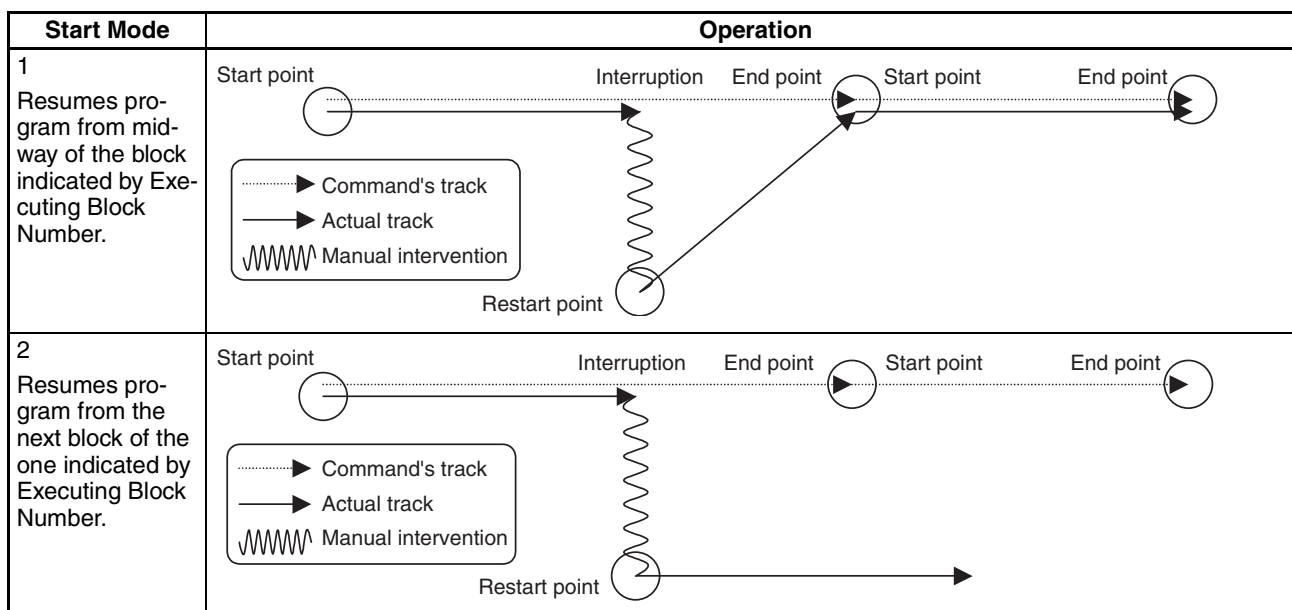 Start Mode
Operation
1
Resumes pro-
gram from mid-
way of the block
indicated by Exe-
cuting Block
Number.
Start point
Interruption
End point
Start point
End point
Command's track
Actual track
Manual intervention
Restart point
2
Resumes pro-
gram from the
next block of the
one indicated by
Executing Block
Number.
Start point
Interruption
End point
Start point
End point
Command's track
Actual track
Manual intervention
Restart point